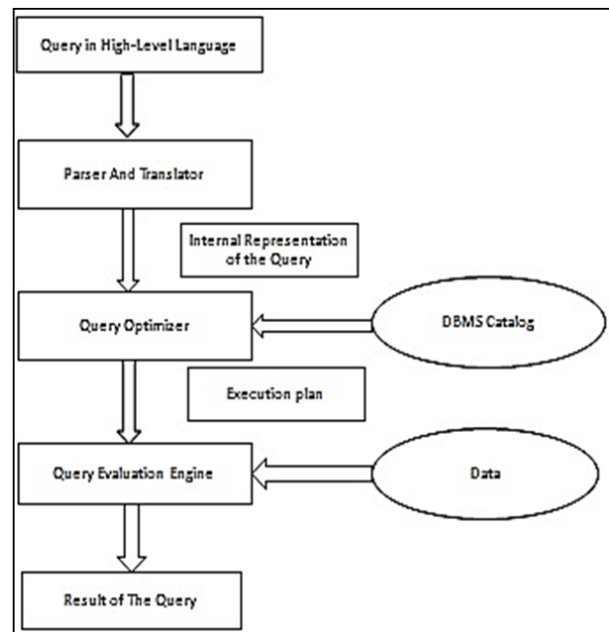 Query in High-Level Language
Parser And Translator
Internal Representation
of the Query
Query Optimizer
DBMS Catalog
Execution plan
Query Evaluation Engine
Data
Result of The Query